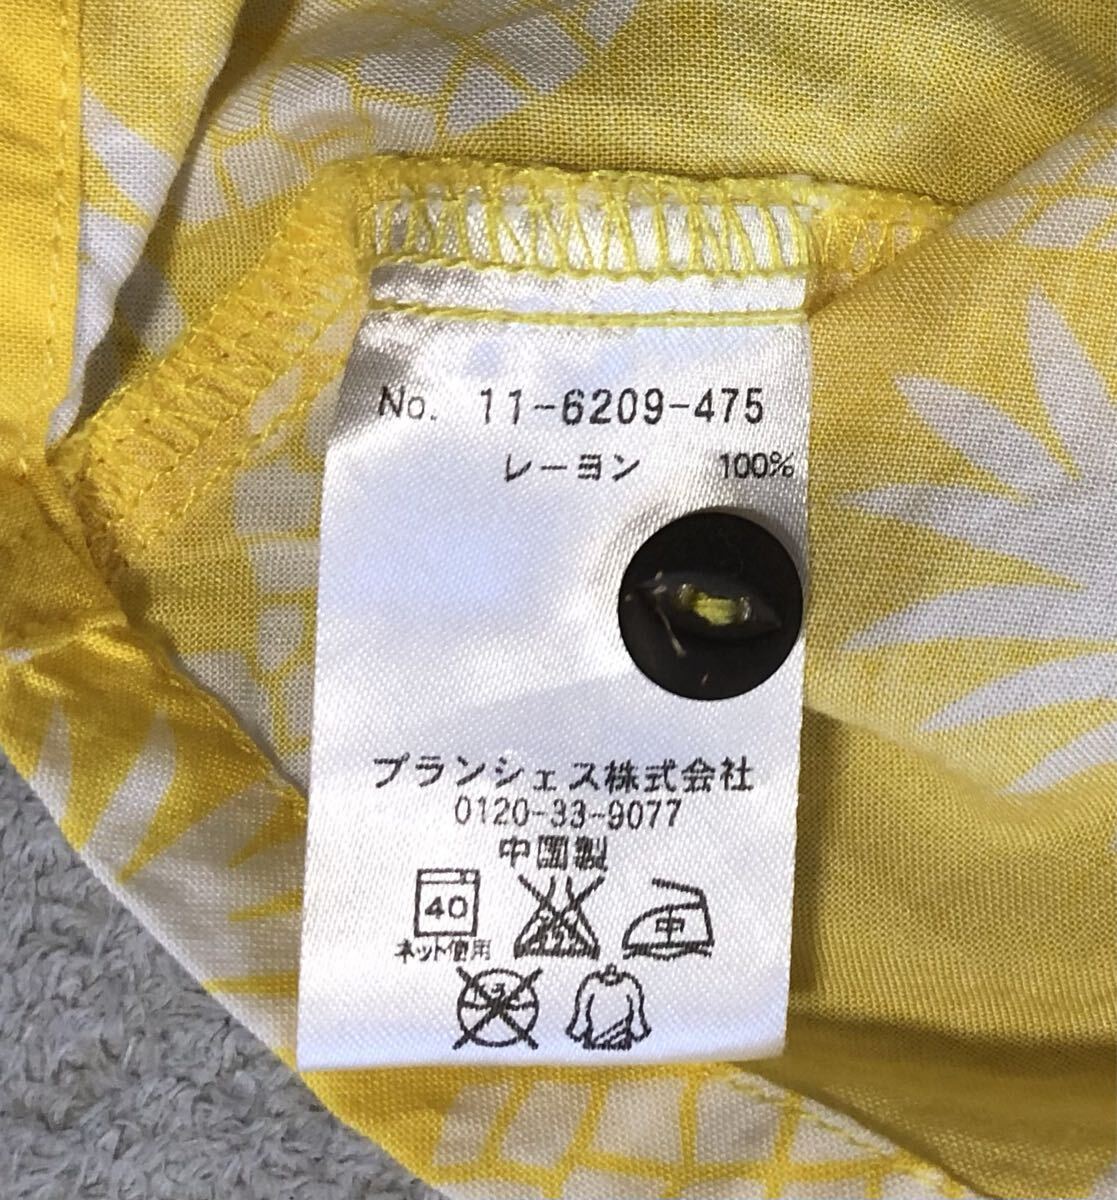 No. 11-6209-475
レーヨン 100%
プランシェス株式会社
0120-33-9077
中国製
40
ネット使用
中